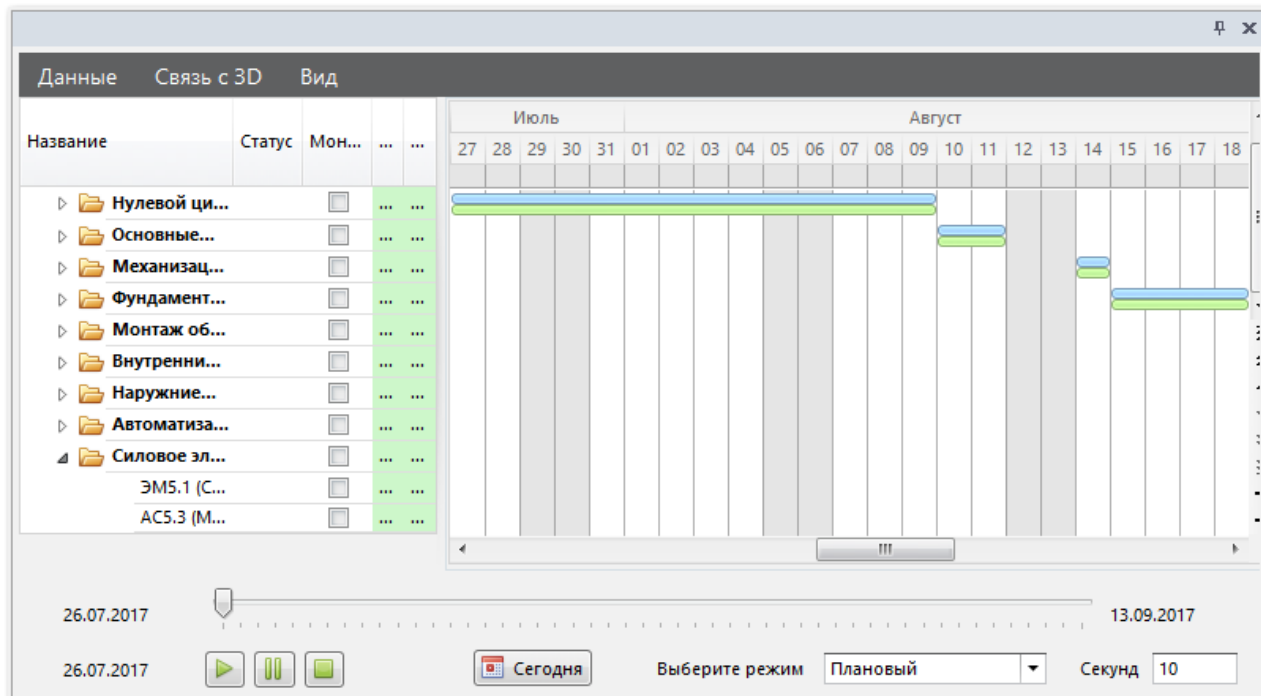 Данные Связь с 3D Вид
Июль Август
Название Статус Мон... ... ...
27 28 29 30 31 01 02 03 04 05 06 07 08 09 10 11 12 13 14 15 16 17 18
Нулевой ци... ... ...
Основные... ... ...
Механизац... ... ...
Фундамент... ... ...
Монтаж об... ... ...
Внутренни... ... ...
Наружние... ... ...
Автоматиза... ... ...
Силовое эл... ... ...
ЭМ5.1 (С... ... ...
АС5.3 (М... ... ...
26.07.2017 13.09.2017
26.07.2017 Сегодня Выберите режим Плановый Секунд 10